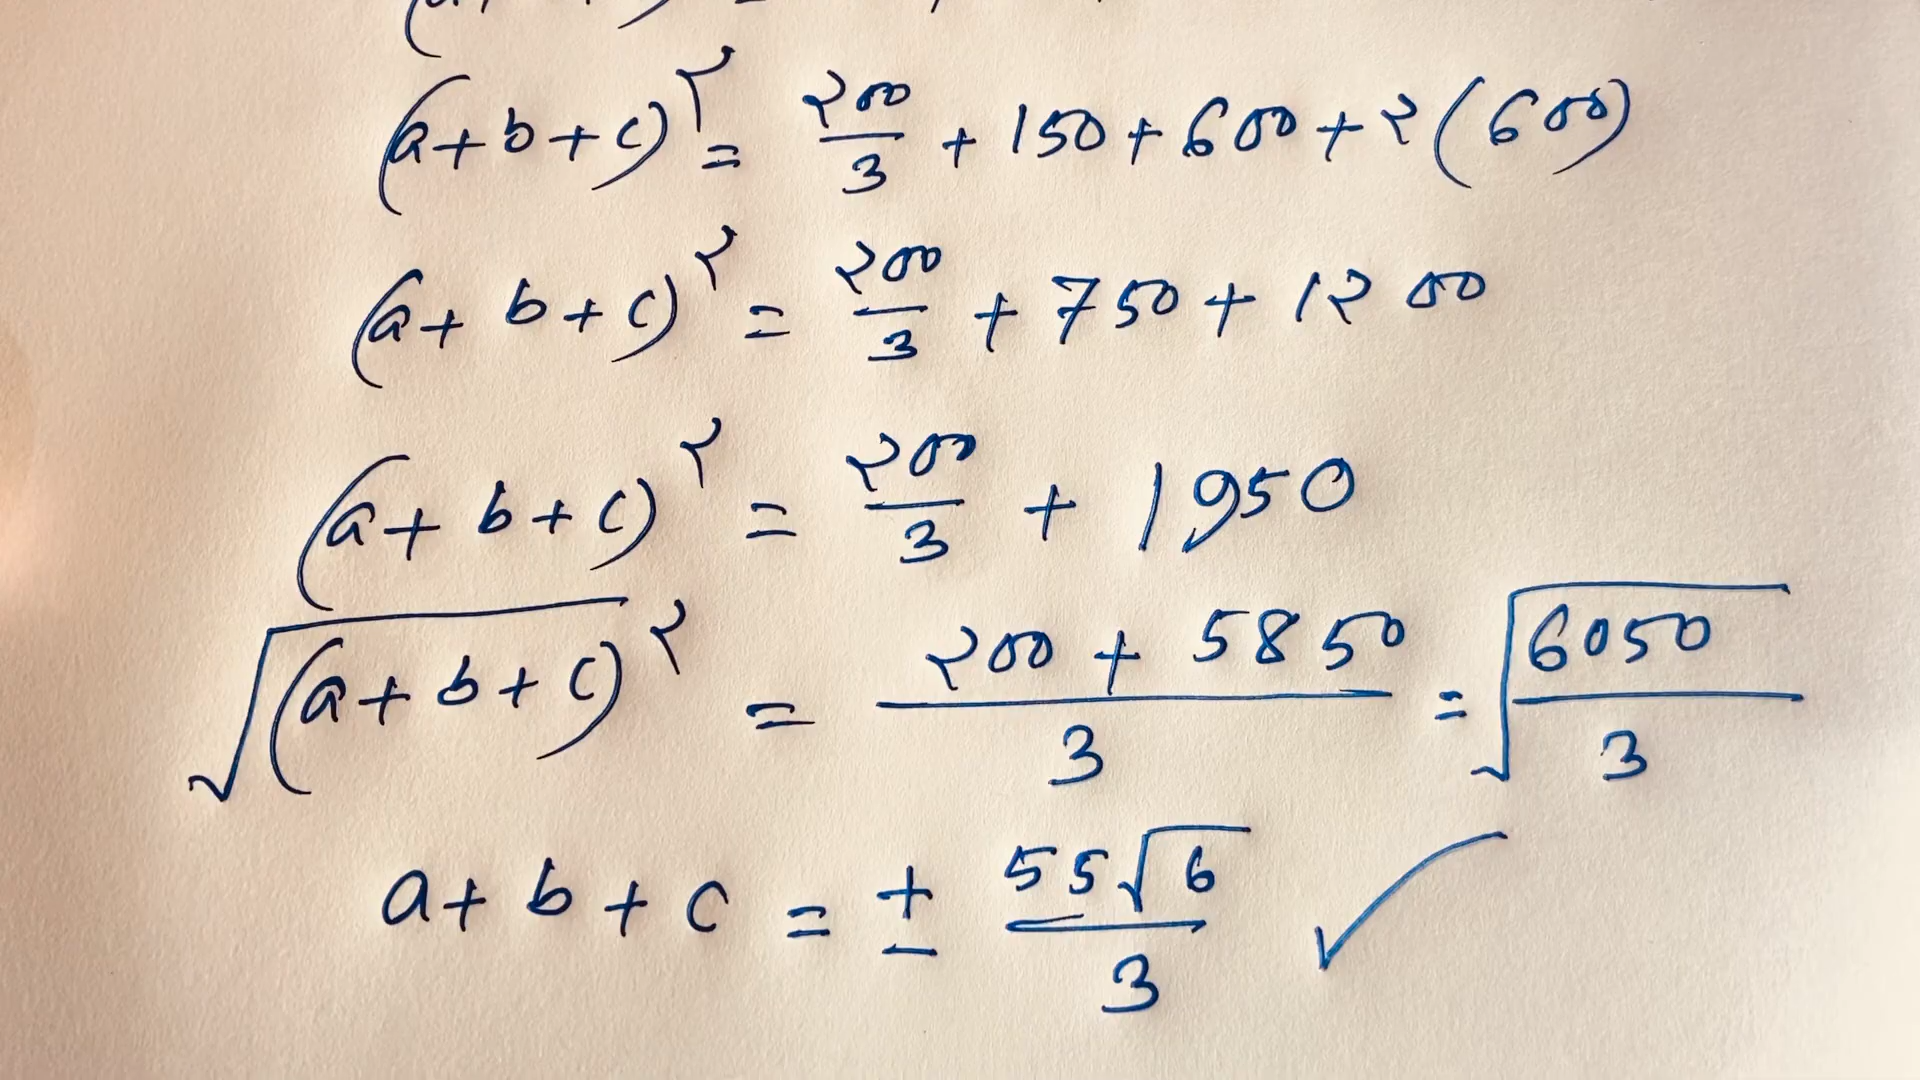 (a+b+c)² = 200/3 + 150 + 600 + 2(600)
(a+b+c)² = 200/3 + 750 + 1200
(a+b+c)² = 200/3 + 1950
√(a+b+c)² = (200+5850)/3 = √(6050/3)
a+b+c = ± 55√6/3 ✓